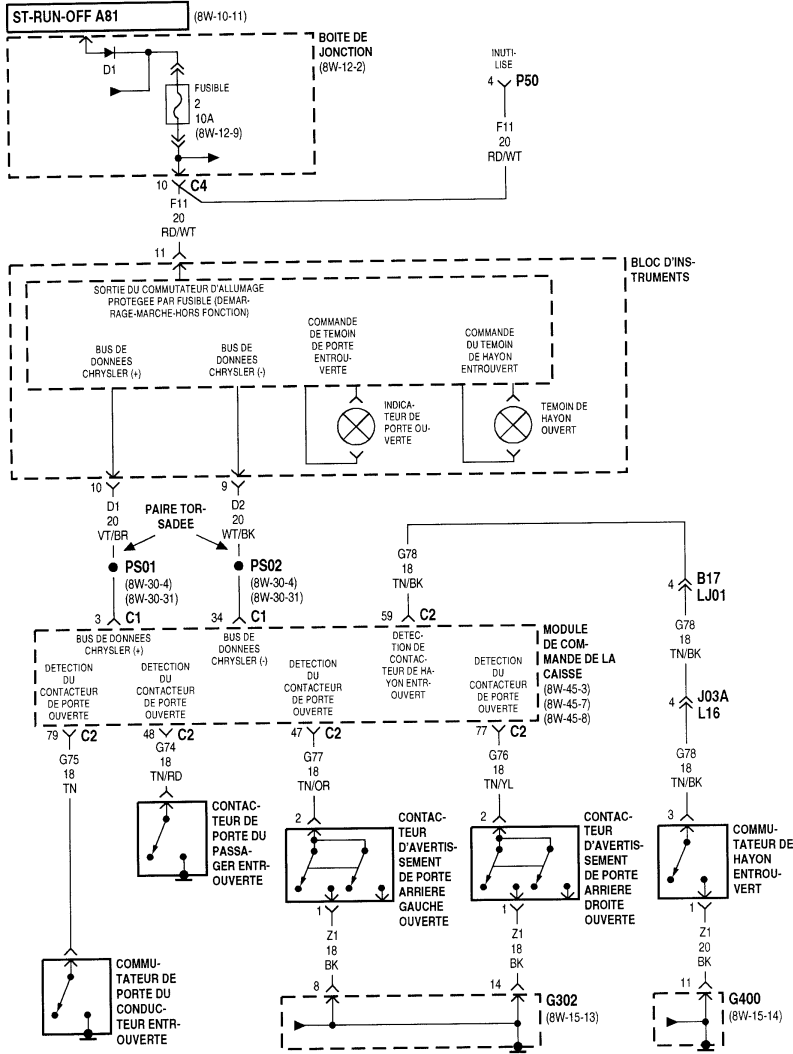 ST-RUN-OFF A81
(8W-10-11)
BOITE DE
JONCTION
(8W-12-2)
D1
FUSIBLE
2
10A
(8W-12-9)
INUTI-
LISE
4
P50
F11
20
RD/WT
10
C4
F11
20
RD/WT
11
BLOC D'INS-
TRUMENTS
SORTIE DU COMMUTATEUR D'ALLUMAGE
PROTEGEE PAR FUSIBLE (DEMAR-
RAGE-MARCHE-HORS FONCTION)
BUS DE
DONNEES
CHRYSLER (+)
BUS DE
DONNEES
CHRYSLER (-)
COMMANDE
DE TEMOIN
DE PORTE
ENTROU-
VERTE
COMMANDE
DU TEMOIN
DE HAYON
ENTROUVERT
INDICA-
TEUR DE
PORTE OU-
VERTE
TEMOIN DE
HAYON
OUVERT
10
D1
20
VT/BR
9
D2
20
WT/BK
PAIRE TOR-
SADEE
PS01
(8W-30-4)
(8W-30-31)
PS02
(8W-30-4)
(8W-30-31)
G78
18
TN/BK
4
B17
LJ01
G78
18
TN/BK
4
J03A
L16
G78
18
TN/BK
3
C1
34
C1
59
C2
BUS DE DONNEES
CHRYSLER (+)
BUS DE
DONNEES
CHRYSLER (-)
DETEC-
TION DE
CONTAC-
TEUR DE HA-
YON ENTR-
OUVERT
MODULE
DE COM-
MANDE DE LA
CAISSE
(8W-45-3)
(8W-45-7)
(8W-45-8)
DETECTION
DU
CONTACTEUR
DE PORTE
OUVERTE
DETECTION
DU
CONTACTEUR
DE PORTE
OUVERTE
DETECTION
DU
CONTACTEUR
DE PORTE
OUVERTE
DETECTION
DU
CONTACTEUR
DE PORTE
OUVERTE
79
C2
48
C2
47
C2
77
C2
G75
18
TN
G74
18
TN/RD
G77
18
TN/OR
G76
18
TN/YL
CONTAC-
TEUR DE
PORTE DU
PASSA-
GER ENTR-
OUVERTE
2
CONTAC-
TEUR
D'AVERTIS-
SEMENT
DE PORTE
ARRIERE
GAUCHE
OUVERTE
2
CONTAC-
TEUR
D'AVERTIS-
SEMENT
DE PORTE
ARRIERE
DROITE
OUVERTE
3
COMMU-
TATEUR DE
HAYON
ENTROU-
VERT
1
Z1
18
BK
8
1
Z1
18
BK
14
1
Z1
20
BK
11
COMMU-
TATEUR DE
PORTE DU
CONDUC-
TEUR ENTR-
OUVERTE
G302
(8W-15-13)
G400
(8W-15-14)